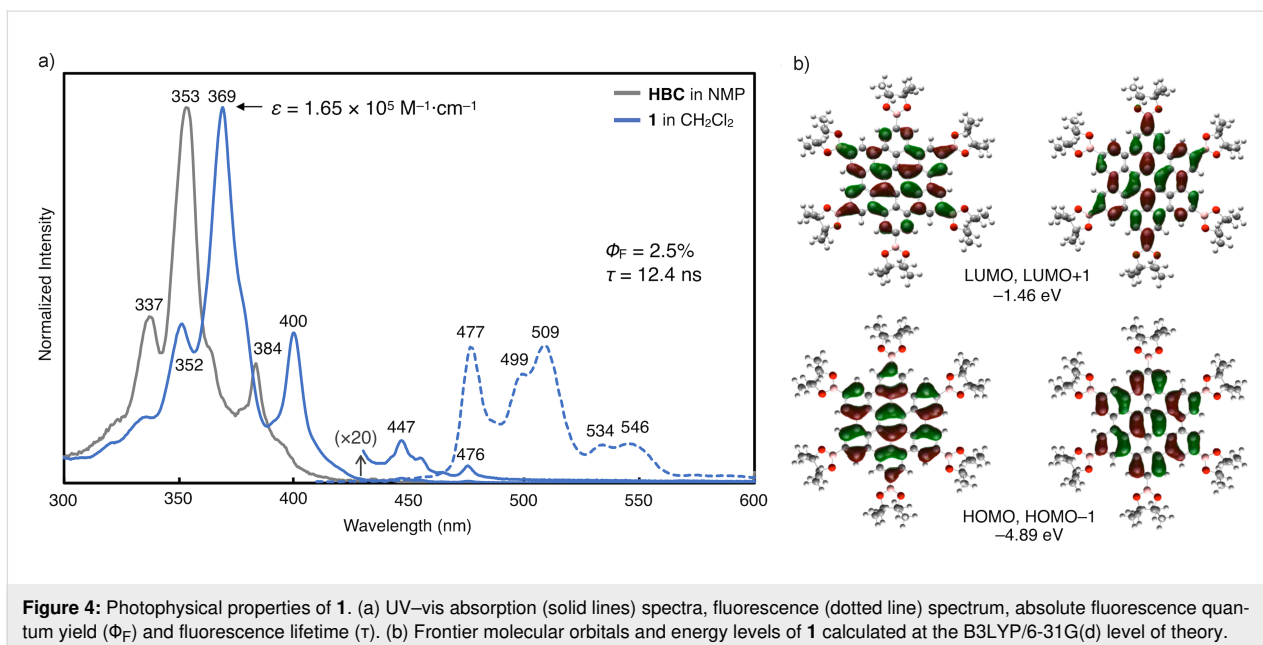 a)
353
369
ε = 1.65 × 10⁵ M⁻¹·cm⁻¹
HBC in NMP
1 in CH₂Cl₂
Normalized Intensity
Φ_F = 2.5%
τ = 12.4 ns
337
352
384
400
(×20)
447
476
477
499
509
534
546
300
350
400
450
500
550
600
Wavelength (nm)
b)
LUMO, LUMO+1
−1.46 eV
HOMO, HOMO−1
−4.89 eV
Figure 4: Photophysical properties of 1. (a) UV–vis absorption (solid lines) spectra, fluorescence (dotted line) spectrum, absolute fluorescence quan-
tum yield (Φ_F) and fluorescence lifetime (τ). (b) Frontier molecular orbitals and energy levels of 1 calculated at the B3LYP/6-31G(d) level of theory.